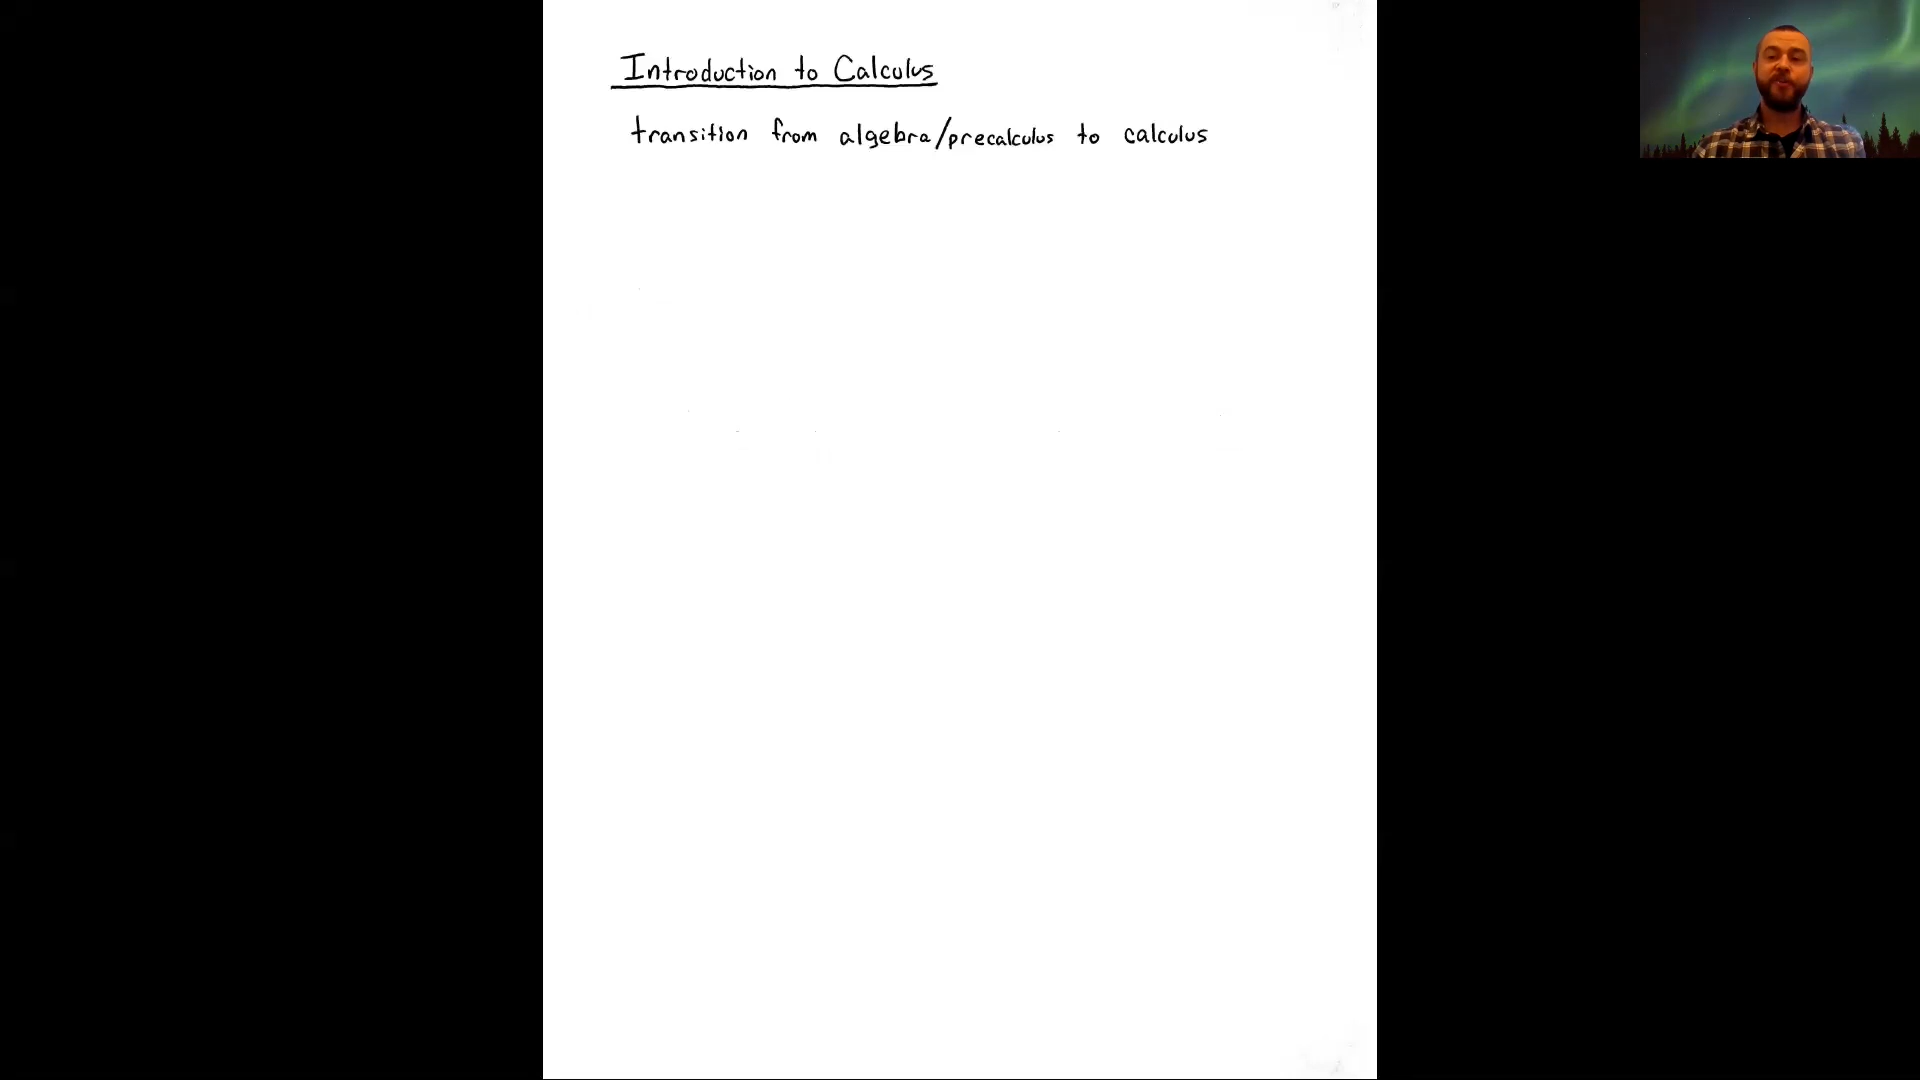 Introduction to Calculus
transition from algebra/precalculus to calculus